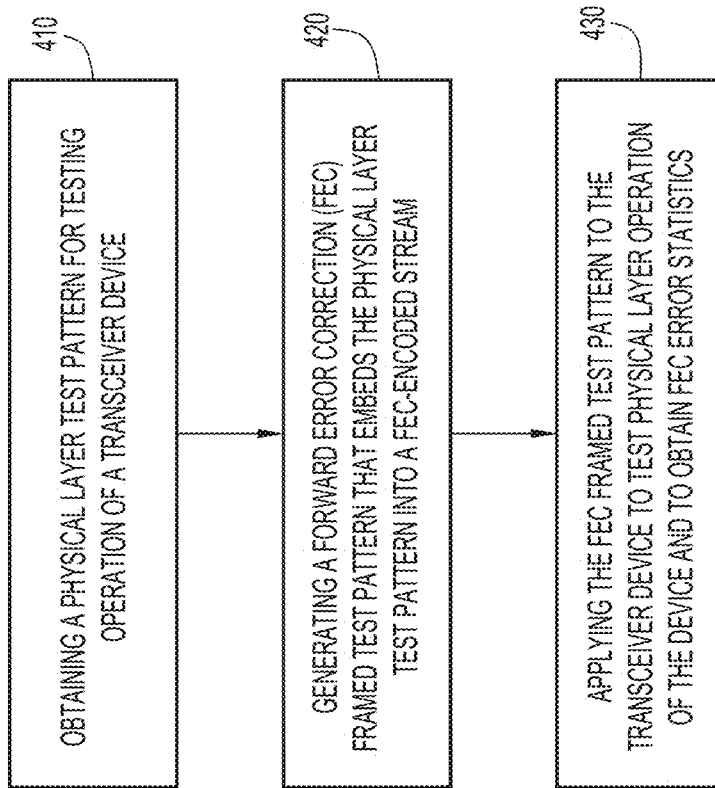 410
OBTAINING A PHYSICAL LAYER TEST PATTERN FOR TESTING
OPERATION OF A TRANSCEIVER DEVICE
420
GENERATING A FORWARD ERROR CORRECTION (FEC)
FRAMED TEST PATTERN THAT EMBEDS THE PHYSICAL LAYER
TEST PATTERN INTO A FEC-ENCODED STREAM
430
APPLYING THE FEC FRAMED TEST PATTERN TO THE
TRANSCEIVER DEVICE TO TEST PHYSICAL LAYER OPERATION
OF THE DEVICE AND TO OBTAIN FEC ERROR STATISTICS